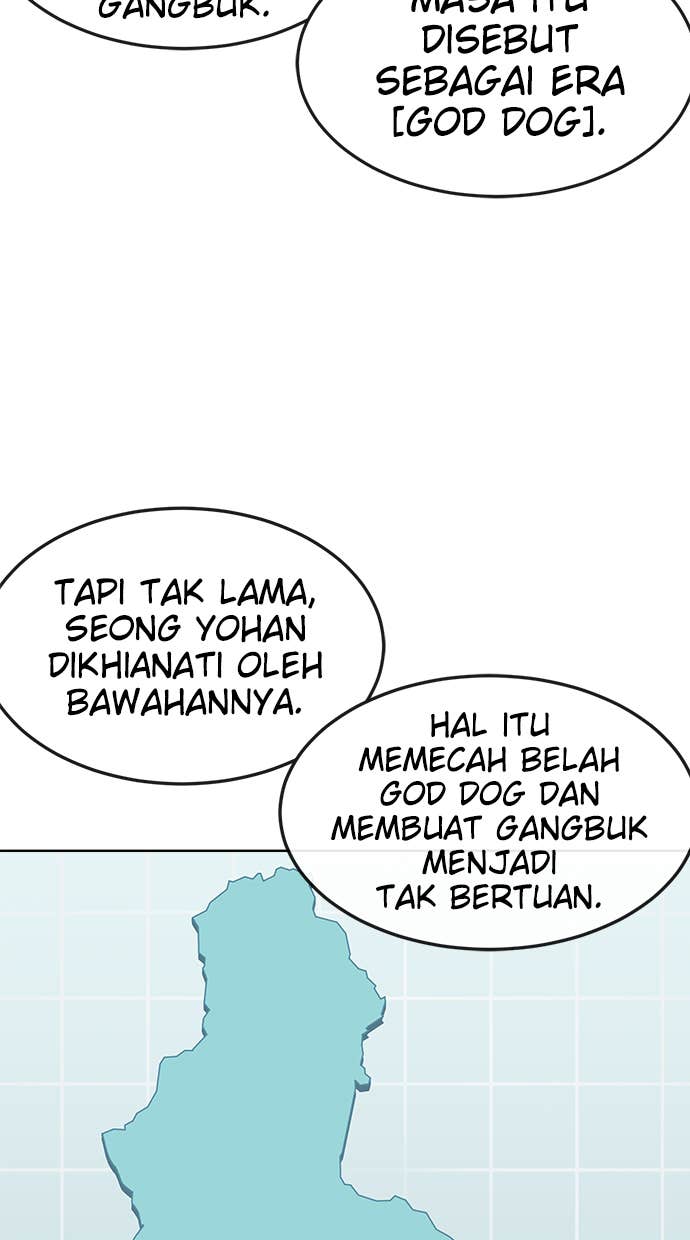 GANGBUK.
MASA ITU
DISEBUT
SEBAGAI ERA
[GOD DOG].
TAPI TAK LAMA,
SEONG YOHAN
DIKHIANATI OLEH
BAWAHANNYA.
HAL ITU
MEMECAH BELAH
GOD DOG DAN
MEMBUAT GANGBUK
MENJADI
TAK BERTUAN.